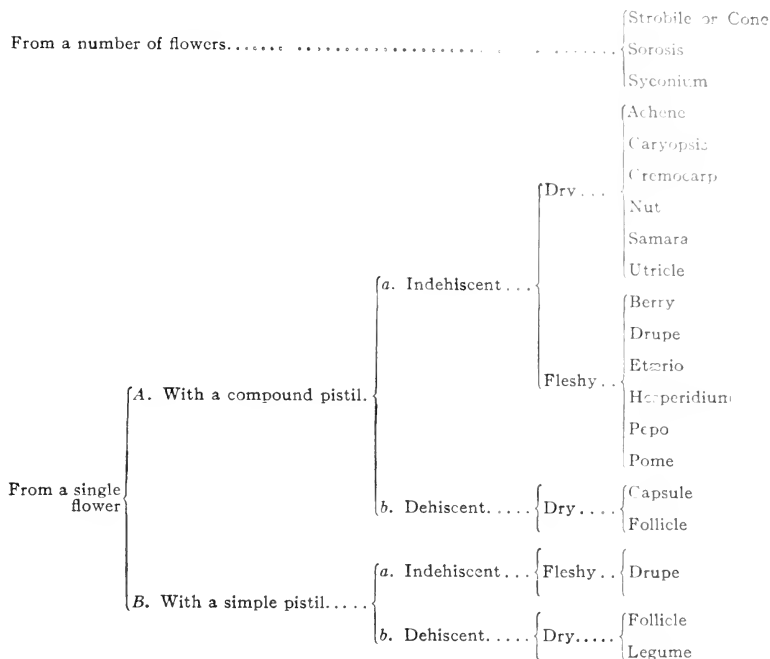 Strobile or Cone
From a number of flowers
Sorosis
Syconium
Achene
Caryopsis
Cremocarp
Dry...
Nut
Samara
Utricle
a. Indehiscent...
Berry
Drupe
Etærio
Fleshy..
Hesperidium
A. With a compound pistil.
Pepo
Pome
From a single
flower
Capsule
b. Dehiscent..... Dry....
Follicle
a. Indehiscent... Fleshy.. Drupe
B. With a simple pistil.....
Follicle
b. Dehiscent..... Dry.....
Legume